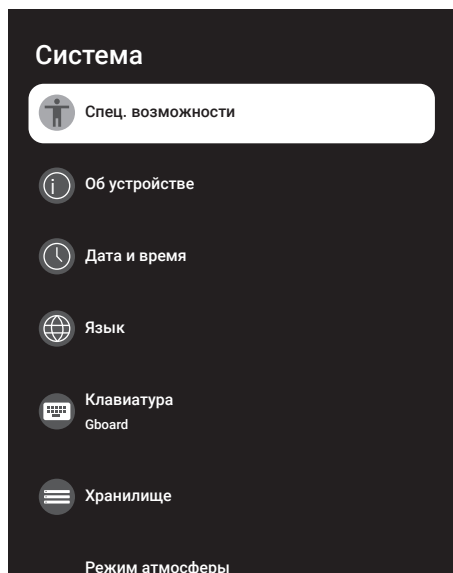 Система
Спец. возможности
Об устройстве
Дата и время
Язык
Клавиатура
Gboard
Хранилище
Режим атмосферы